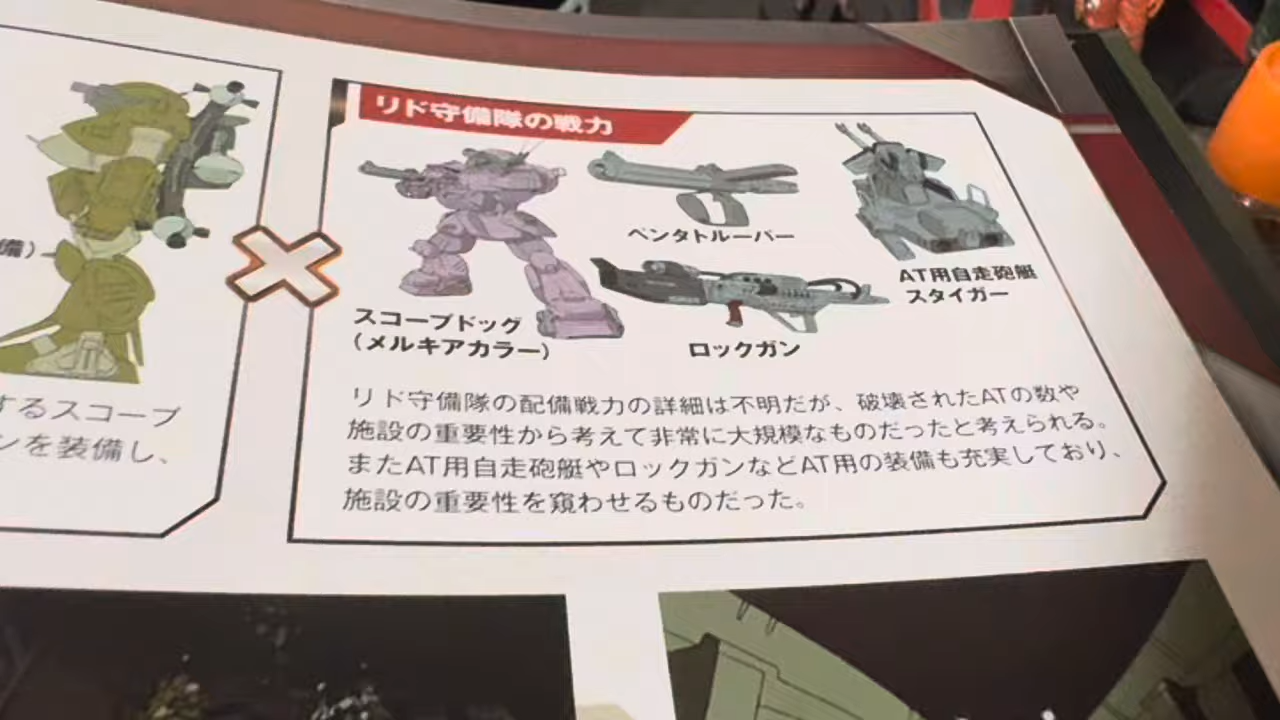 リド守備隊の戦力
備)
スコープドッグ
(メルキアカラー)
ペンタトルーパー
ロックガン
AT用自走砲艇
スタイガー
するスコープ
ンを装備し、
リド守備隊の配備戦力の詳細は不明だが、破壊されたATの数や
施設の重要性から考えて非常に大規模なものだったと考えられる。
またAT用自走砲艇やロックガンなどAT用の装備も充実しており、
施設の重要性を窺わせるものだった。